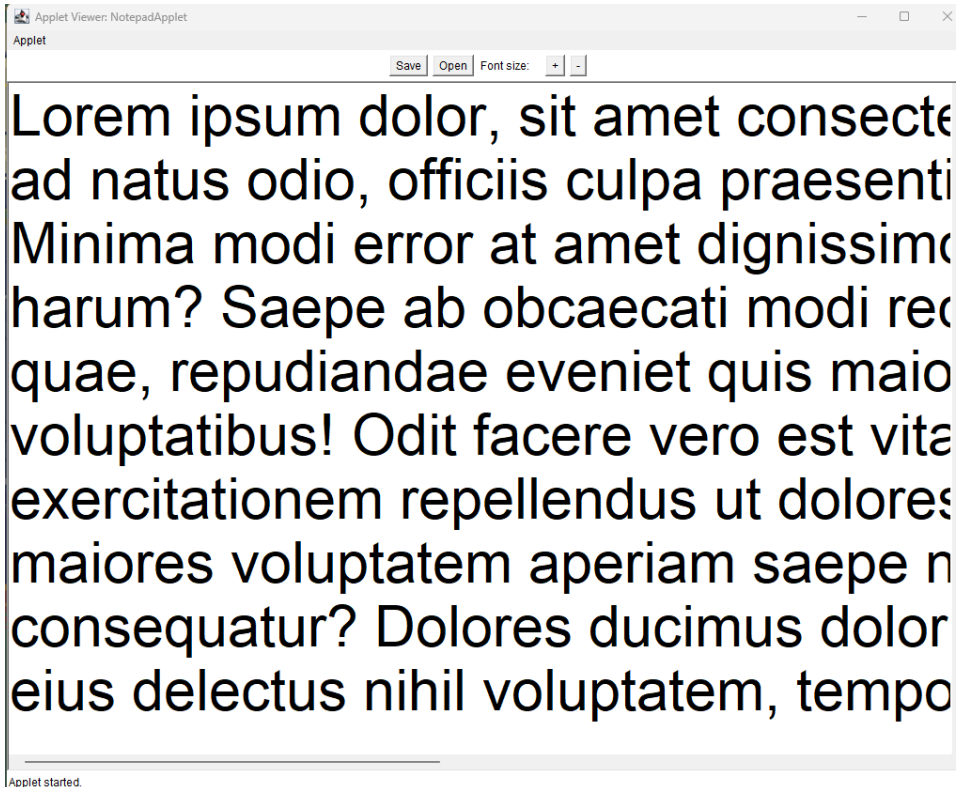 Applet Viewer: NotepadApplet
Applet
Save Open Font size: + -
Lorem ipsum dolor, sit amet consecte
ad natus odio, officiis culpa praesenti
Minima modi error at amet dignissimo
harum? Saepe ab obcaecati modi rec
quae, repudiandae eveniet quis maio
voluptatibus! Odit facere vero est vita
exercitationem repellendus ut dolores
maiores voluptatem aperiam saepe n
consequatur? Dolores ducimus dolor
eius delectus nihil voluptatem, tempo
Applet started.